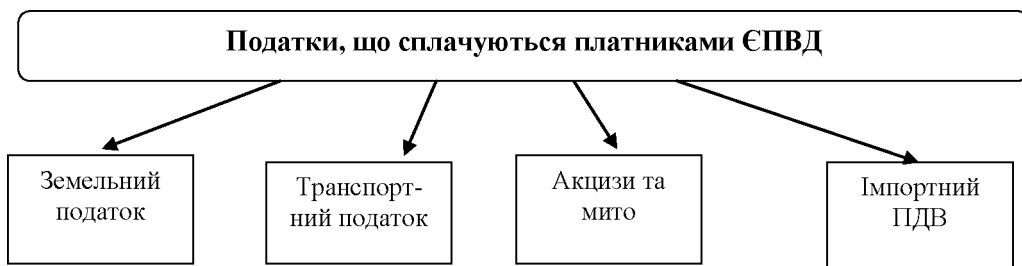 Податки, що сплачуються платниками ЄПВД
Земельний
податок
Транспорт-
ний податок
Акцизи та
мито
Імпортний
ПДВ